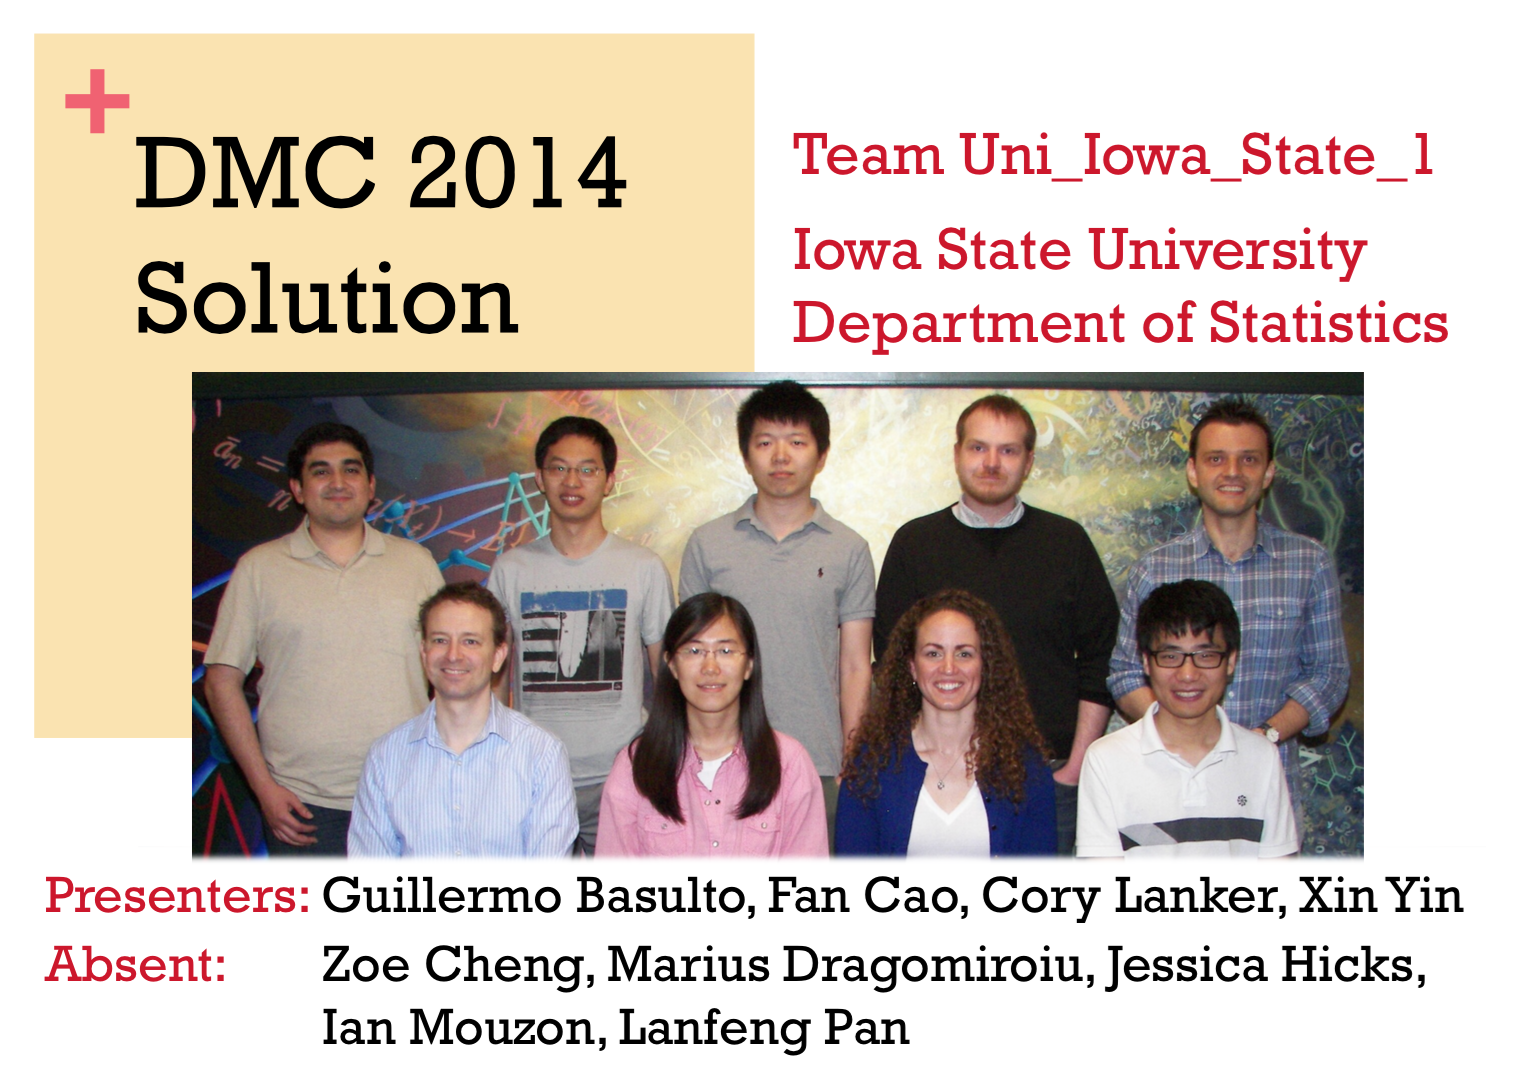 +
DMC 2014
Solution
Team Uni_Iowa_State_1
Iowa State University
Department of Statistics
Presenters: Guillermo Basulto, Fan Cao, Cory Lanker, Xin Yin
Absent: Zoe Cheng, Marius Dragomiroiu, Jessica Hicks,
Ian Mouzon, Lanfeng Pan